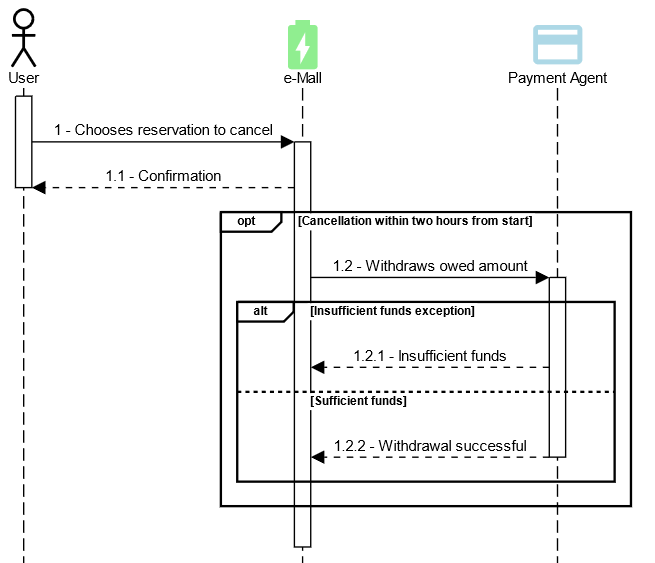 User
e-Mall
Payment Agent
1 - Chooses reservation to cancel
1.1 - Confirmation
opt
[Cancellation within two hours from start]
1.2 - Withdraws owed amount
alt
[Insufficient funds exception]
1.2.1 - Insufficient funds
[Sufficient funds]
1.2.2 - Withdrawal successful